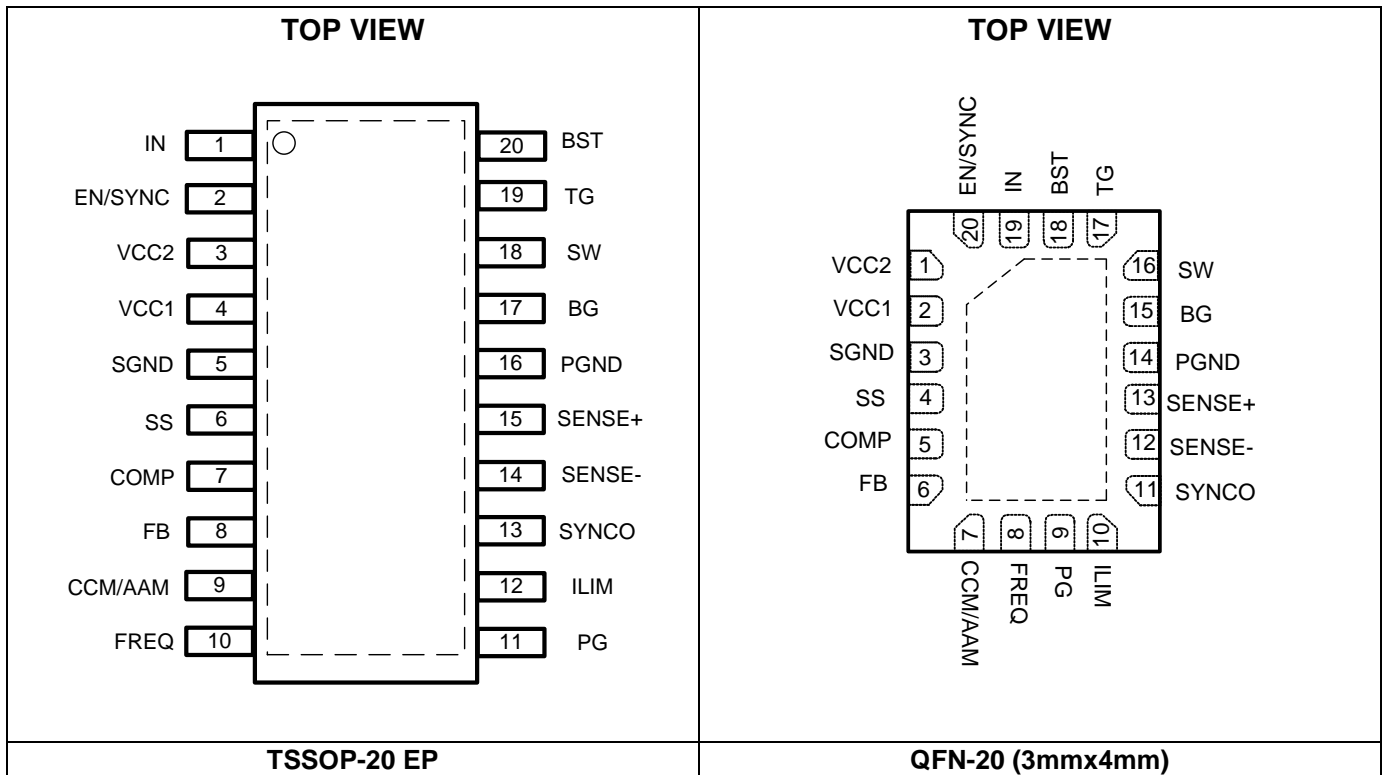 TOP VIEW
IN 1
EN/SYNC 2
VCC2 3
VCC1 4
SGND 5
SS 6
COMP 7
FB 8
CCM/AAM 9
FREQ 10
20 BST
19 TG
18 SW
17 BG
16 PGND
15 SENSE+
14 SENSE-
13 SYNCO
12 ILIM
11 PG
TSSOP-20 EP
TOP VIEW
EN/SYNC 20
IN 19
BST 18
TG 17
VCC2 1
VCC1 2
SGND 3
SS 4
COMP 5
FB 6
16 SW
15 BG
14 PGND
13 SENSE+
12 SENSE-
11 SYNCO
7 CCM/AAM
8 FREQ
9 PG
10 ILIM
QFN-20 (3mmx4mm)